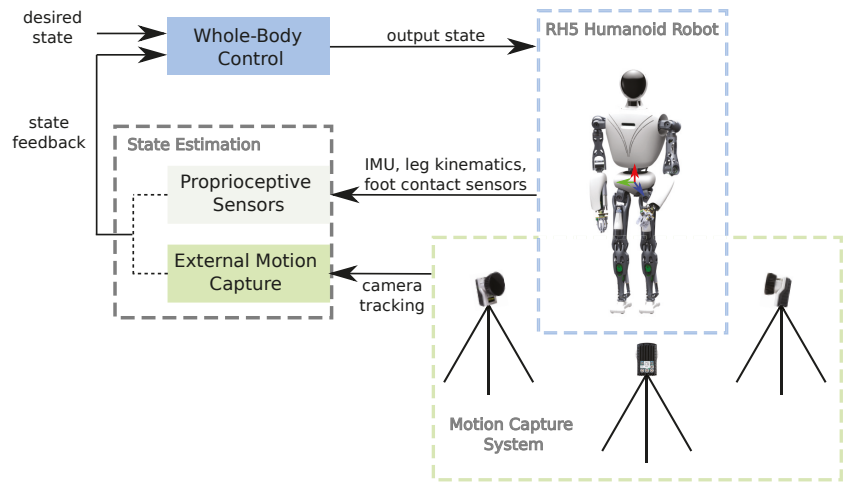 desired
state
Whole-Body
Control
output state
RH5 Humanoid Robot
state
feedback
State Estimation
IMU, leg kinematics,
foot contact sensors
Proprioceptive
Sensors
External Motion
Capture
camera
tracking
Motion Capture
System